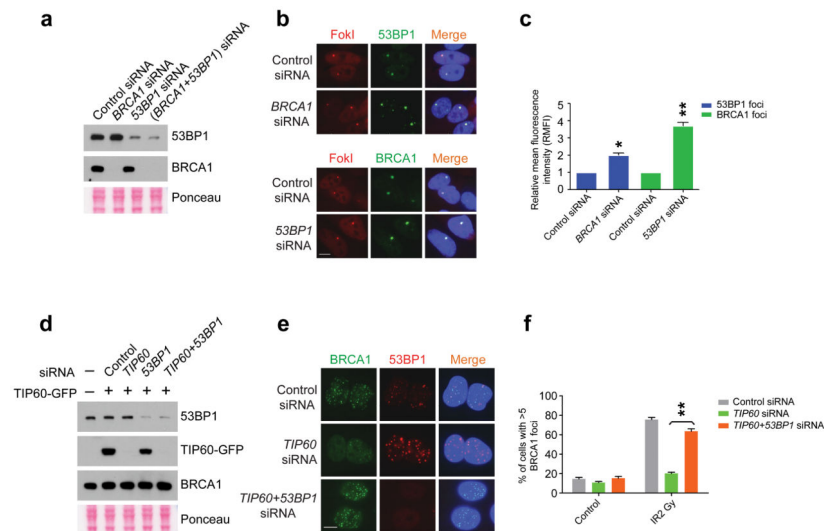 a
Control siRNA
BRCA1 siRNA
53BP1 siRNA
(BRCA1+53BP1) siRNA
53BP1
BRCA1
Ponceau
b
FokI 53BP1 Merge
Control
siRNA
BRCA1
siRNA
FokI BRCA1 Merge
Control
siRNA
53BP1
siRNA
c
53BP1 foci
BRCA1 foci
Relative mean fluorescence
intensity (RMFI)
5
4
3
2
1
0
*
**
Control siRNA
BRCA1 siRNA
Control siRNA
53BP1 siRNA
d
siRNA – Control TIP60 53BP1 TIP60+53BP1
TIP60-GFP – + + + +
53BP1
TIP60-GFP
BRCA1
Ponceau
e
BRCA1 53BP1 Merge
Control
siRNA
TIP60
siRNA
TIP60+53BP1
siRNA
f
Control siRNA
TIP60 siRNA
TIP60+53BP1 siRNA
% of cells with >5
BRCA1 foci
100
80
60
40
20
0
**
Control
IR2 Gy